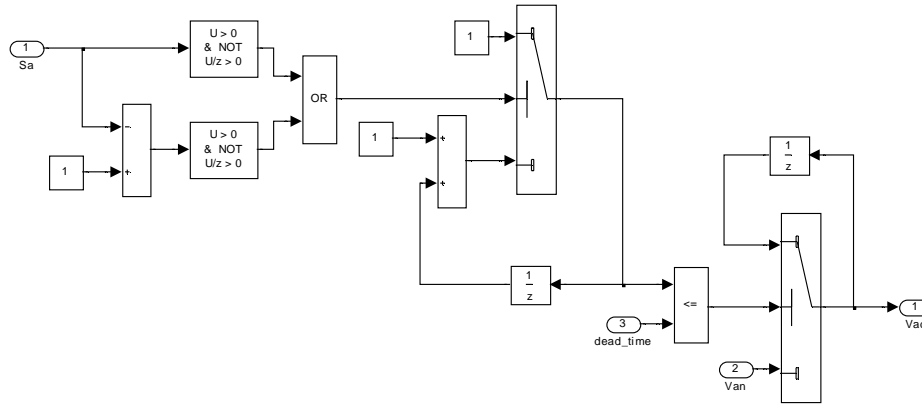 1
Sa
U > 0
& NOT
U/z > 0
-
+
1
U > 0
& NOT
U/z > 0
OR
1
1
+
+
1
z
3
dead_time
<=
1
z
2
Van
1